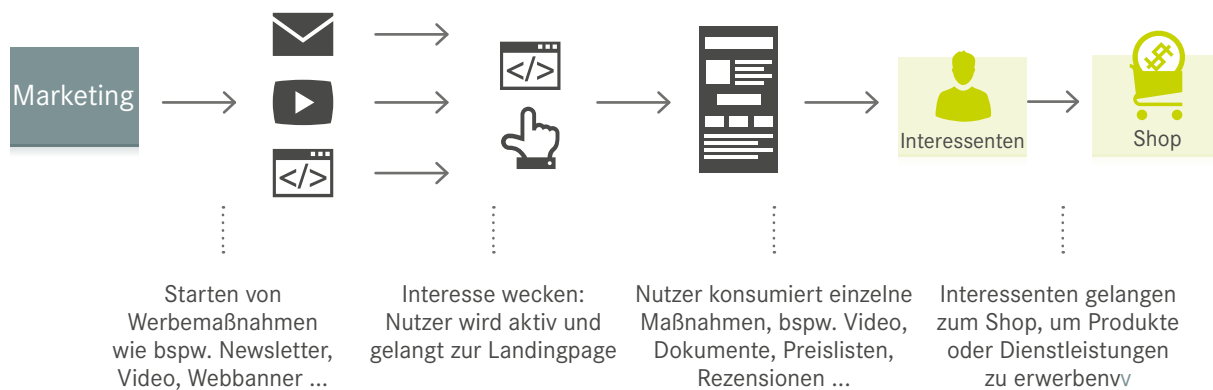 Marketing
</>
</>
</>
Interessenten
Shop
Starten von
Werbemaßnahmen
wie bspw. Newsletter,
Video, Webbanner ...
Interesse wecken:
Nutzer wird aktiv und
gelangt zur Landingpage
Nutzer konsumiert einzelne
Maßnahmen, bspw. Video,
Dokumente, Preislisten,
Rezensionen ...
Interessenten gelangen
zum Shop, um Produkte
oder Dienstleistungen
zu erwerbenvv